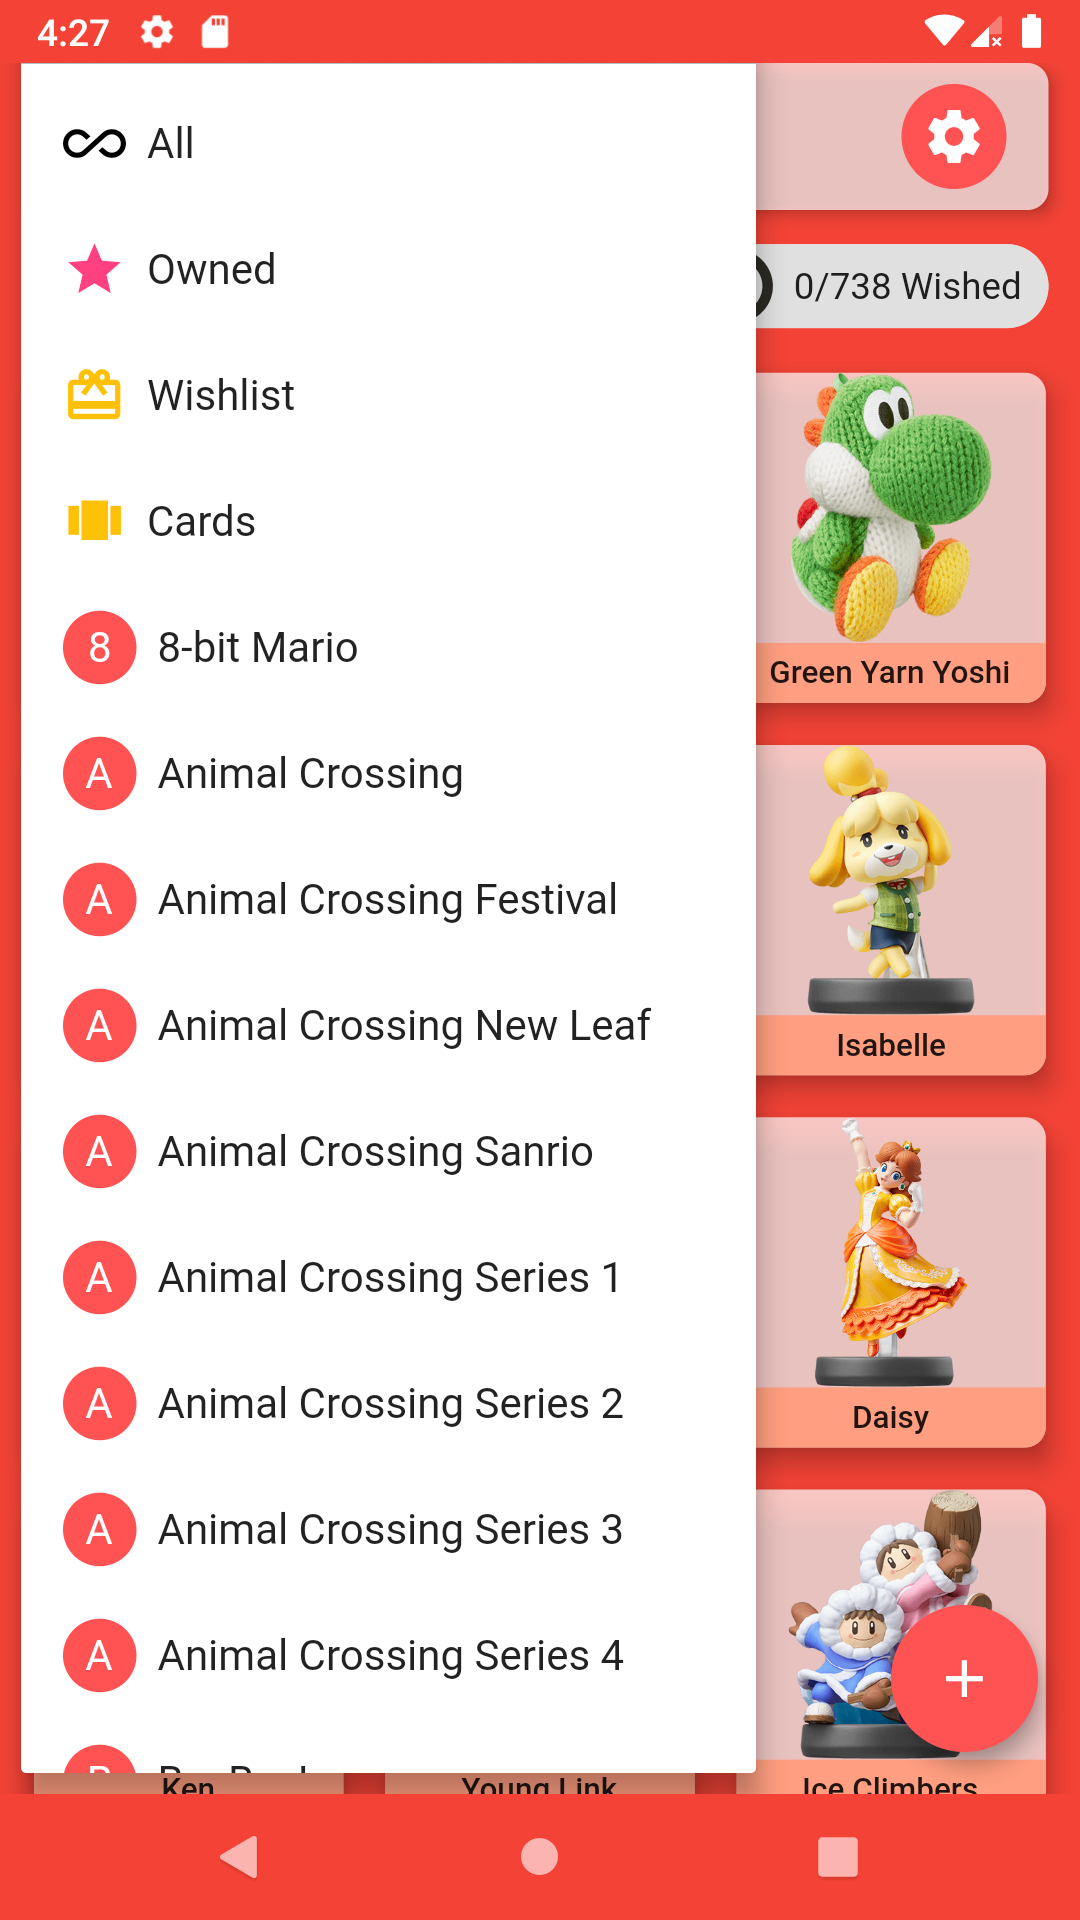 4:27
All
Owned
0/738 Wished
Wishlist
Cards
8 8-bit Mario
Green Yarn Yoshi
A Animal Crossing
A Animal Crossing Festival
A Animal Crossing New Leaf
Isabelle
A Animal Crossing Sanrio
A Animal Crossing Series 1
A Animal Crossing Series 2
Daisy
A Animal Crossing Series 3
A Animal Crossing Series 4
Ken
Young Link
Ice Climbers